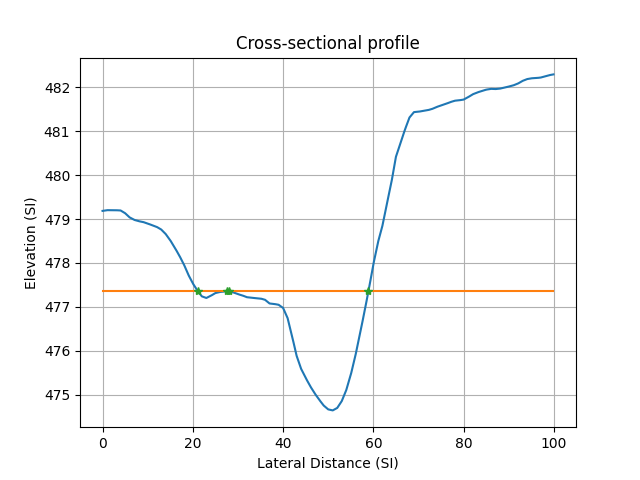 Cross-sectional profile
482
481
480
479
478
477
476
475
Elevation (SI)
0 20 40 60 80 100
Lateral Distance (SI)